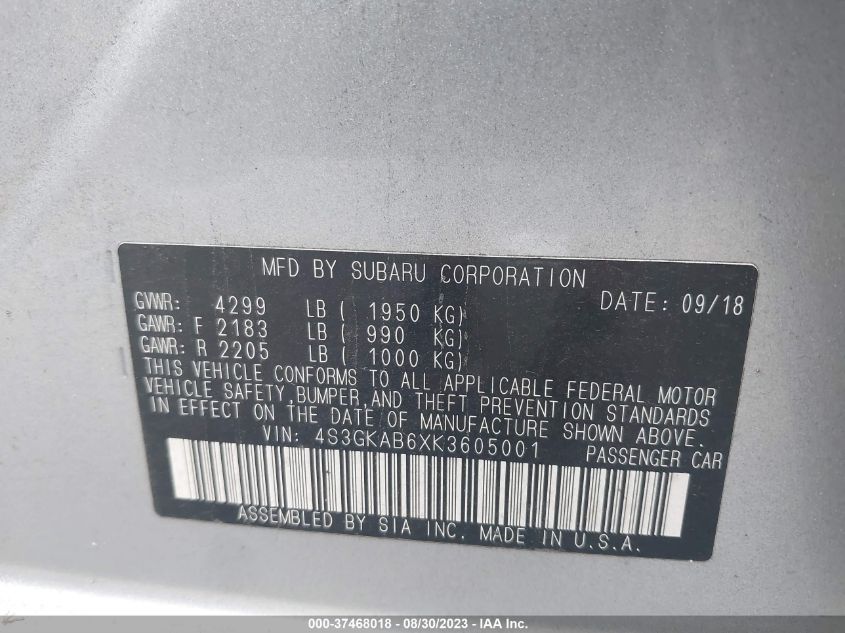 MFD BY SUBARU CORPORATION
DATE: 09/18
GVWR: 4299 LB ( 1950 KG)
GAWR: F 2183 LB ( 990 KG)
GAWR: R 2205 LB ( 1000 KG)
THIS VEHICLE CONFORMS TO ALL APPLICABLE FEDERAL MOTOR
VEHICLE SAFETY, BUMPER, AND THEFT PREVENTION STANDARDS
IN EFFECT ON THE DATE OF MANUFACTURE SHOWN ABOVE.
VIN: 4S3GKAB6XK3605001 PASSENGER CAR
ASSEMBLED BY SIA INC. MADE IN U.S.A.
000-37468018 - 08/30/2023 - IAAI Inc.